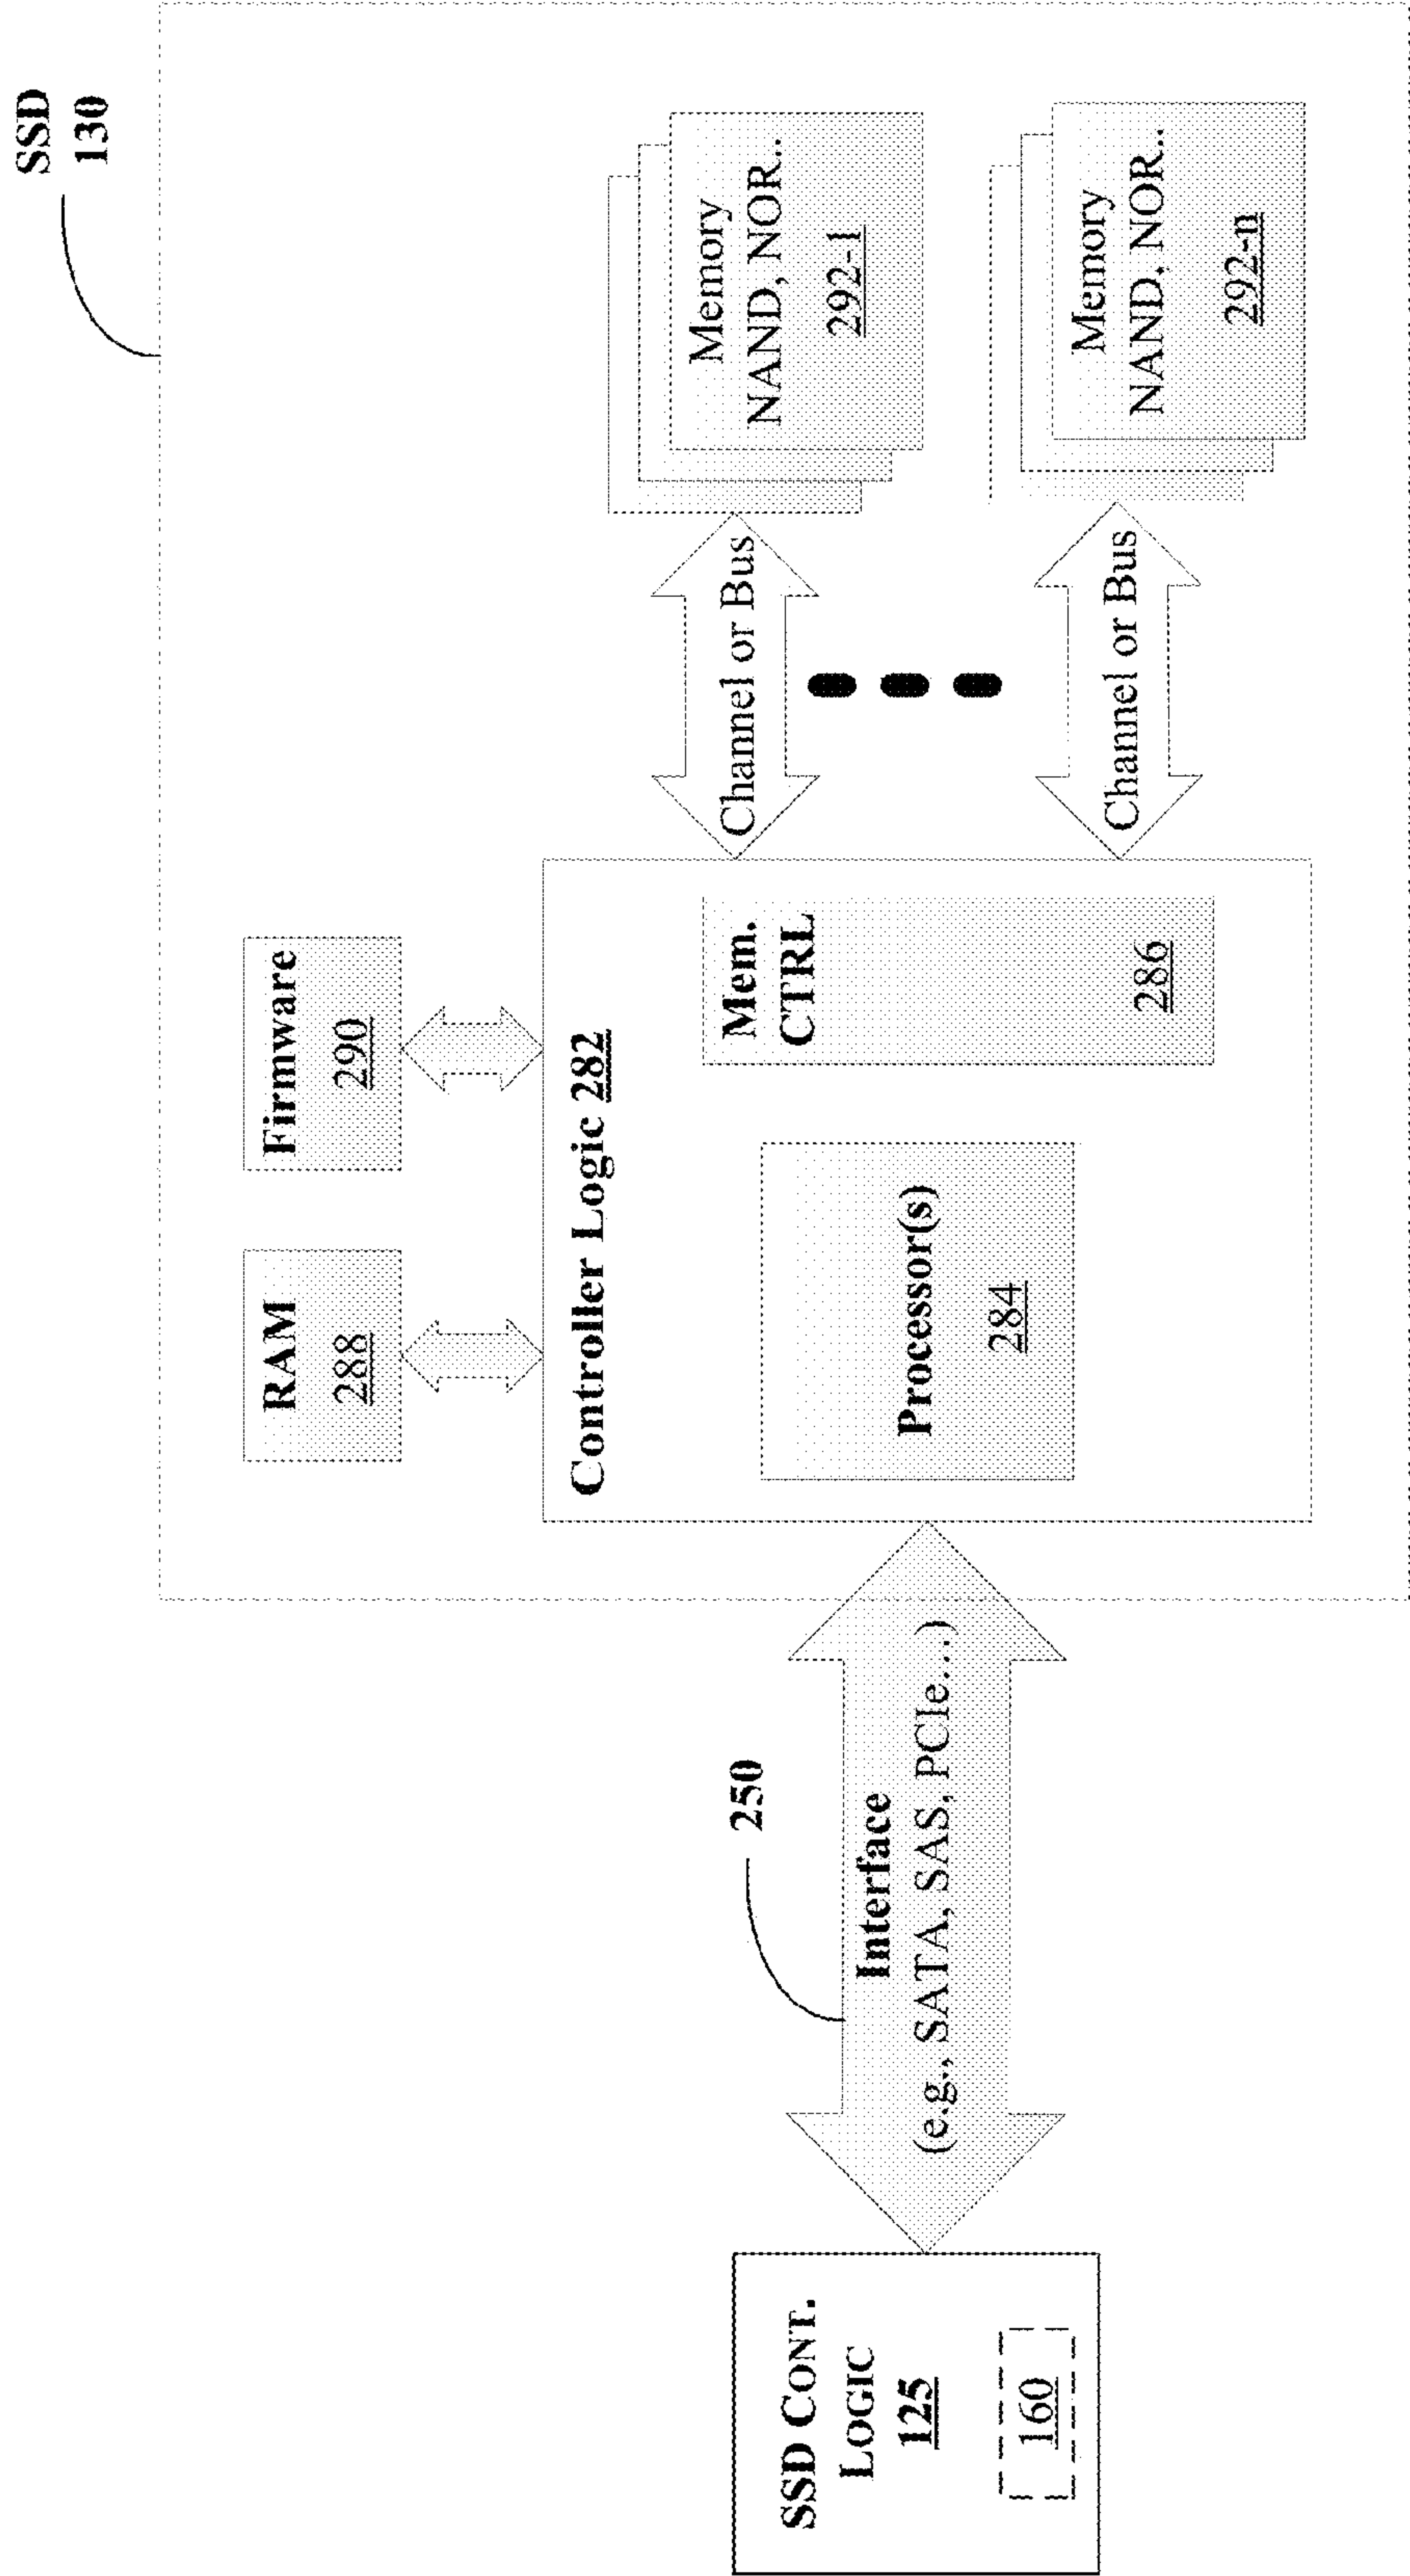 SSD
130
RAM
288
Firmware
290
Controller Logic 282
Processor(s)
284
Mem.
CTRL
286
Channel or Bus
Memory
NAND, NOR..
292-1
Channel or Bus
Memory
NAND, NOR..
292-n
250
Interface
(e.g., SATA, SAS, PCIe...)
SSD CONT.
LOGIC
125
160